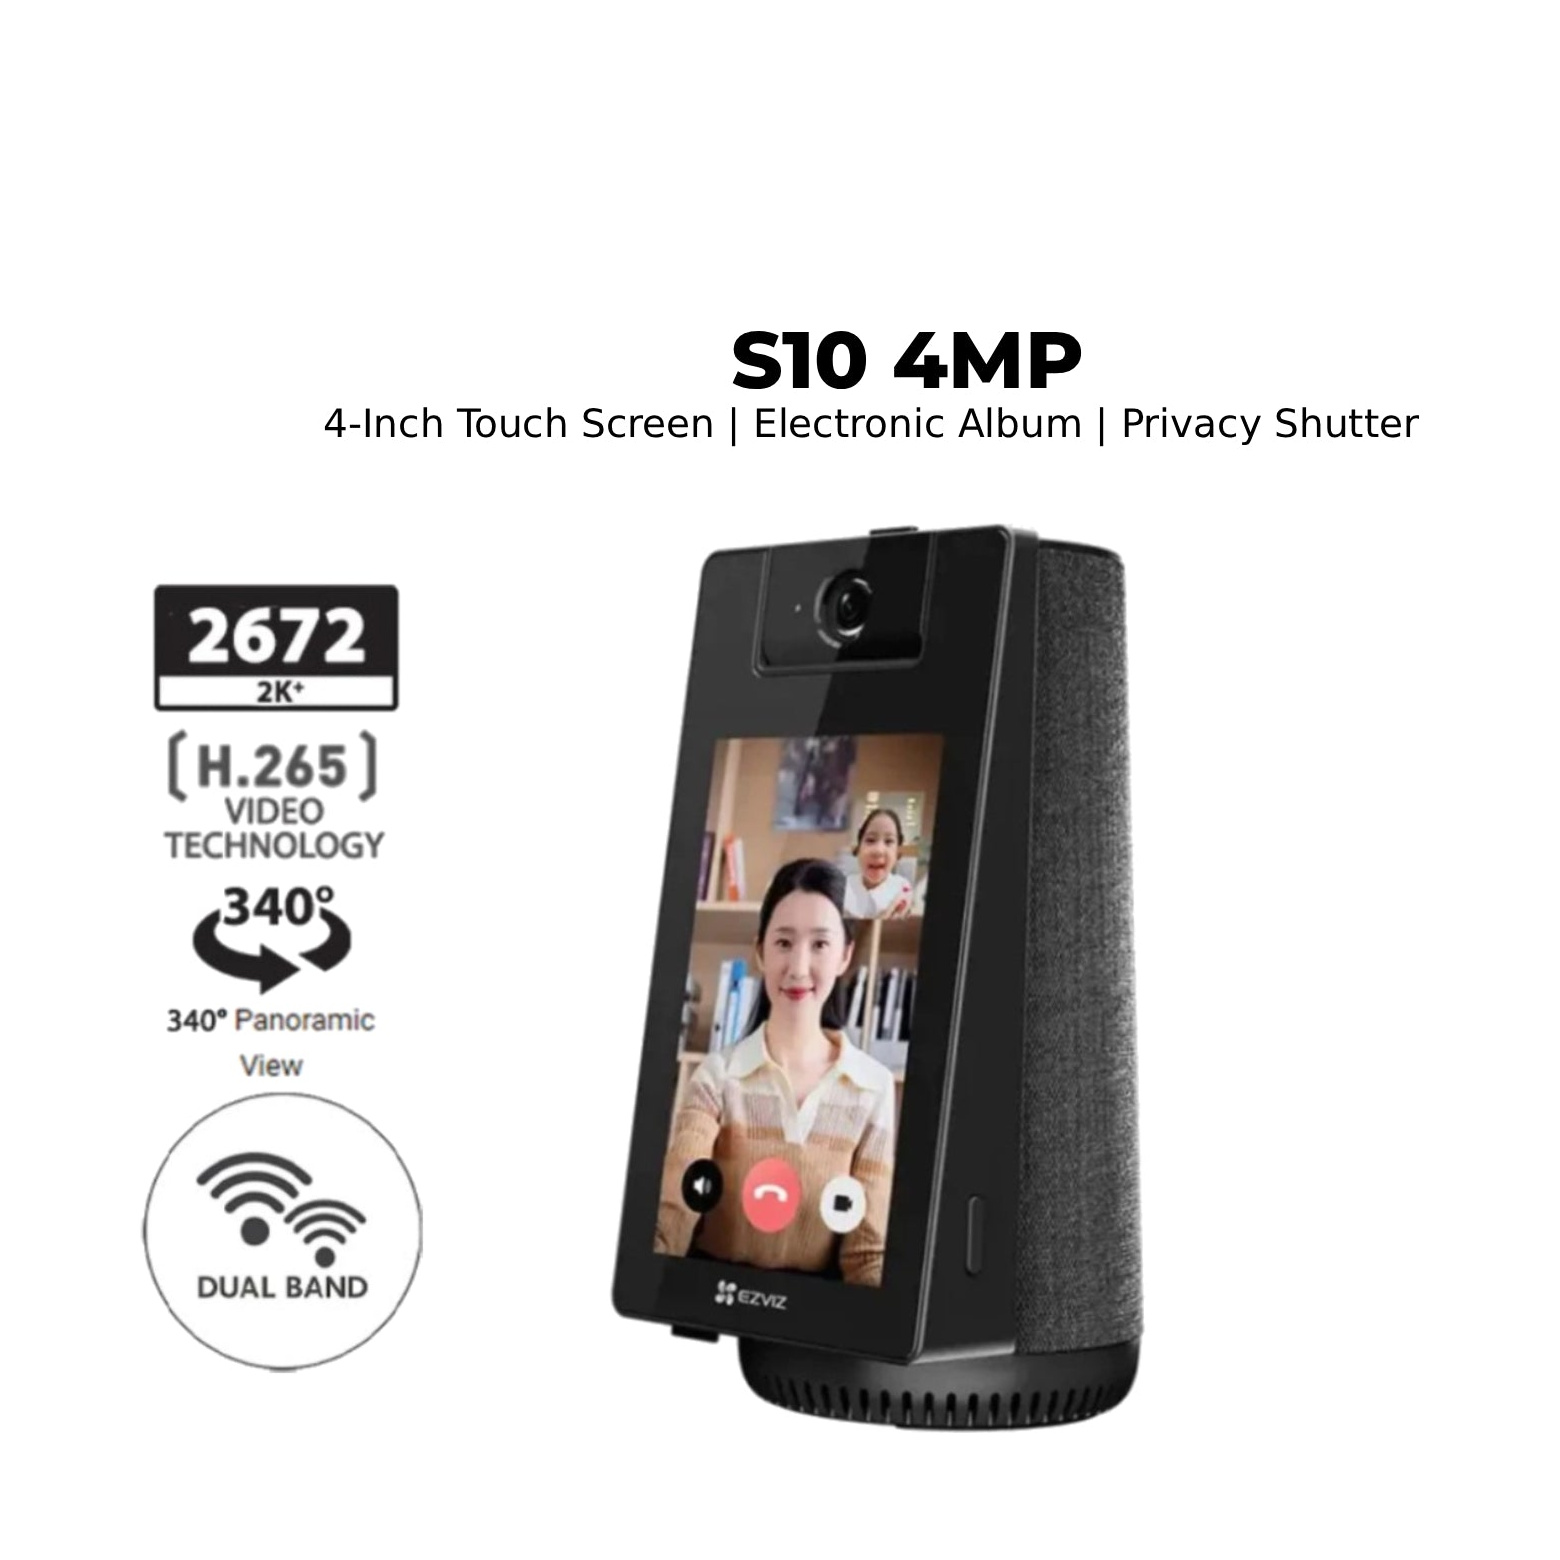 S10 4MP
4-Inch Touch Screen | Electronic Album | Privacy Shutter
2672
2K⁺
[H.265]
VIDEO
TECHNOLOGY
340°
340° Panoramic
View
DUAL BAND
EZVIZ